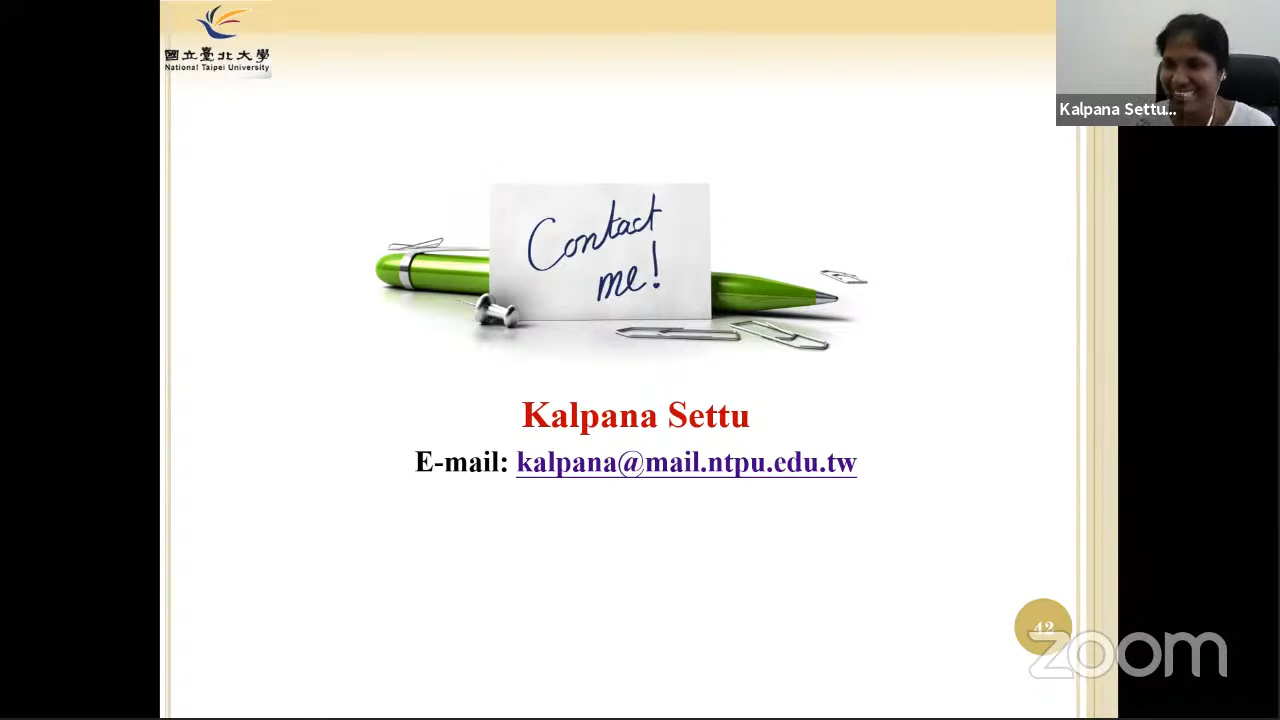 國立臺北大學
National Taipei University
Kalpana Settu...
Contact
me!
Kalpana Settu
E-mail: kalpana@mail.ntpu.edu.tw
42
zoom